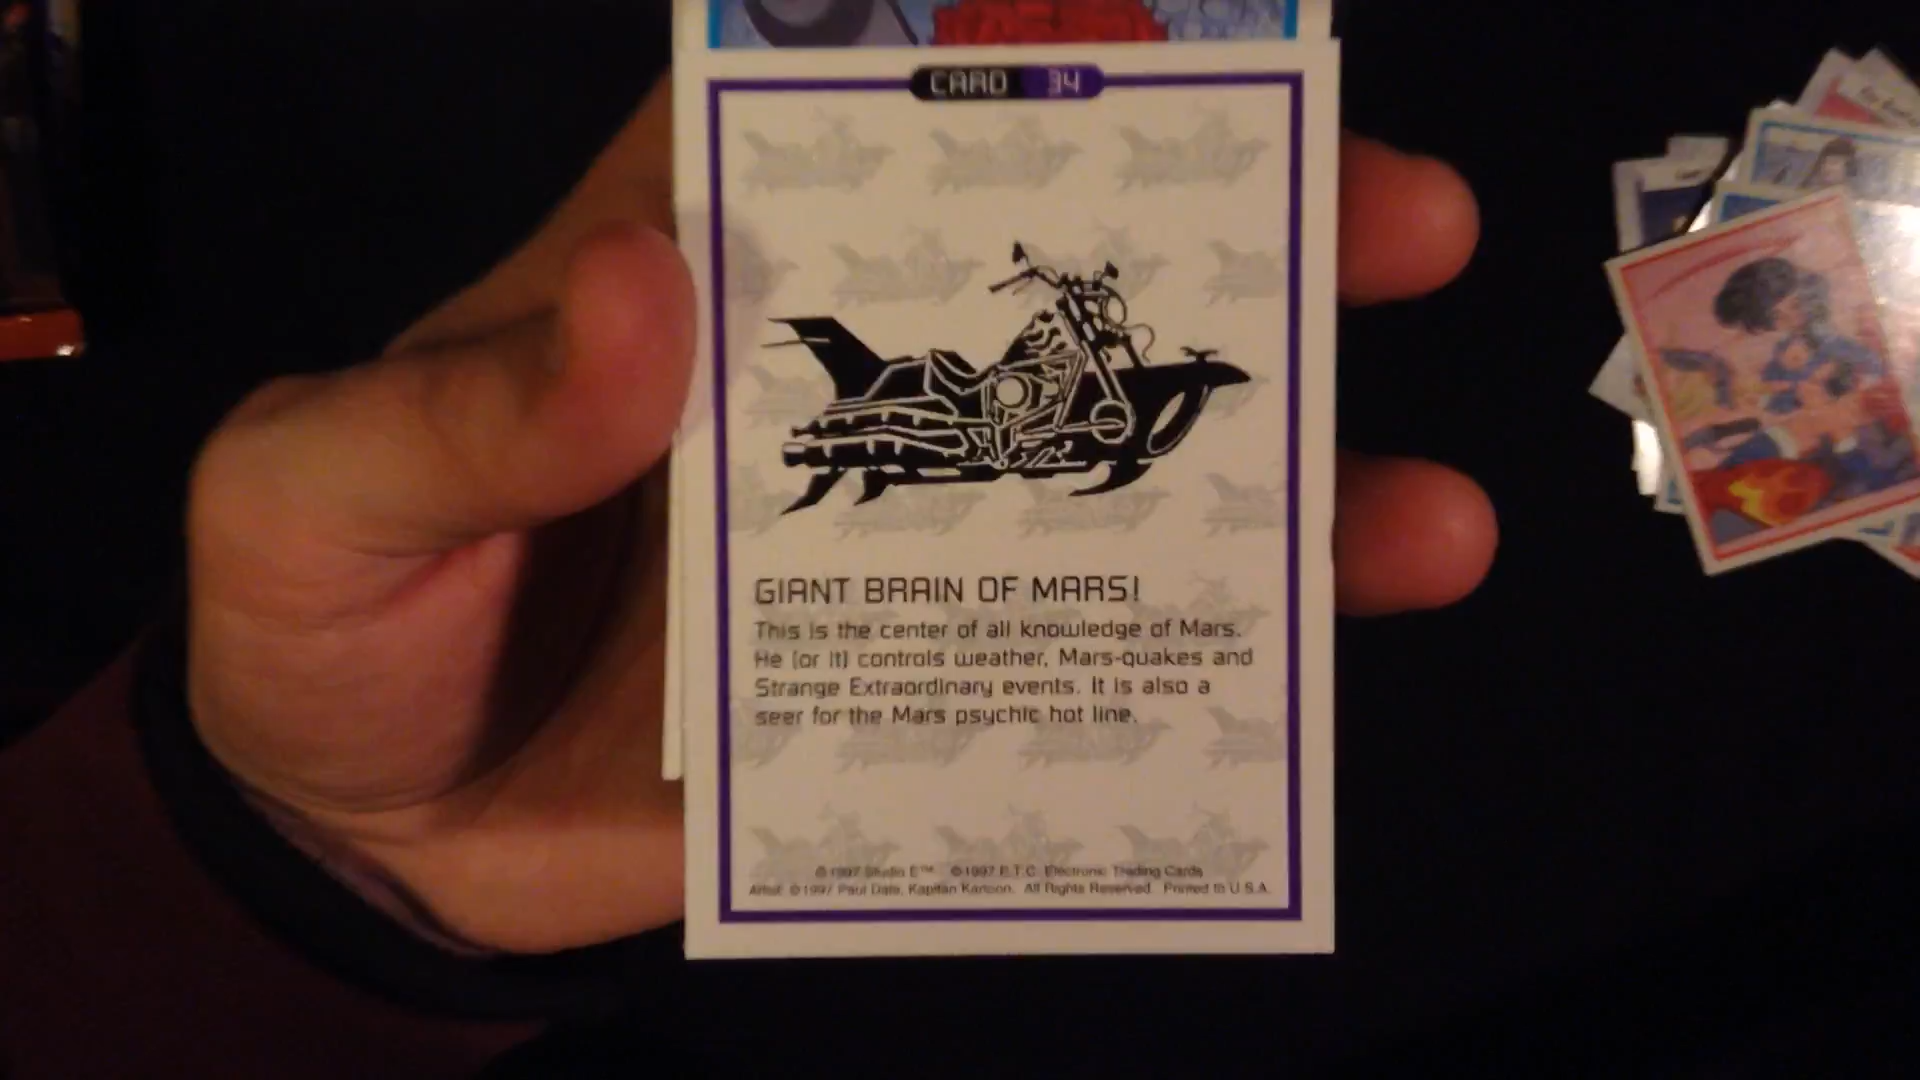 CARD 34
GIANT BRAIN OF MARS!
This is the center of all knowledge of Mars.
He (or it) controls weather, Mars-quakes and
Strange Extraordinary events. It is also a
seer for the Mars psychic hot line.
©1997 Studio E™ ©1997 E.T.C. Electronic Trading Cards
Artist: ©1997 Paul Data, Kapitan Kartoon. All Rights Reserved. Printed in U.S.A.